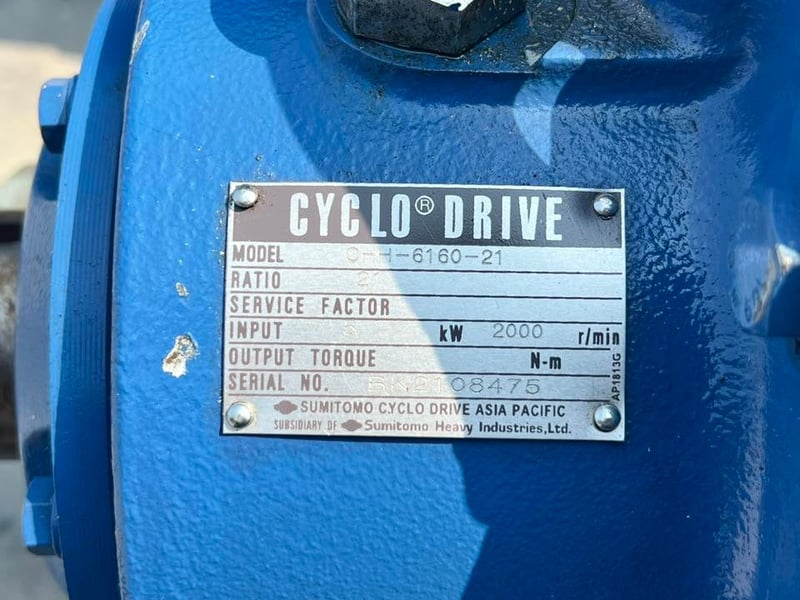 CYCLO® DRIVE
MODEL CHH-6160-21
RATIO 21
SERVICE FACTOR
INPUT kW 2000 r/min
OUTPUT TORQUE N-m
SERIAL NO. 08475
SUMITOMO CYCLO DRIVE ASIA PACIFIC
SUBSIDIARY OF Sumitomo Heavy Industries,Ltd.
AP1813G